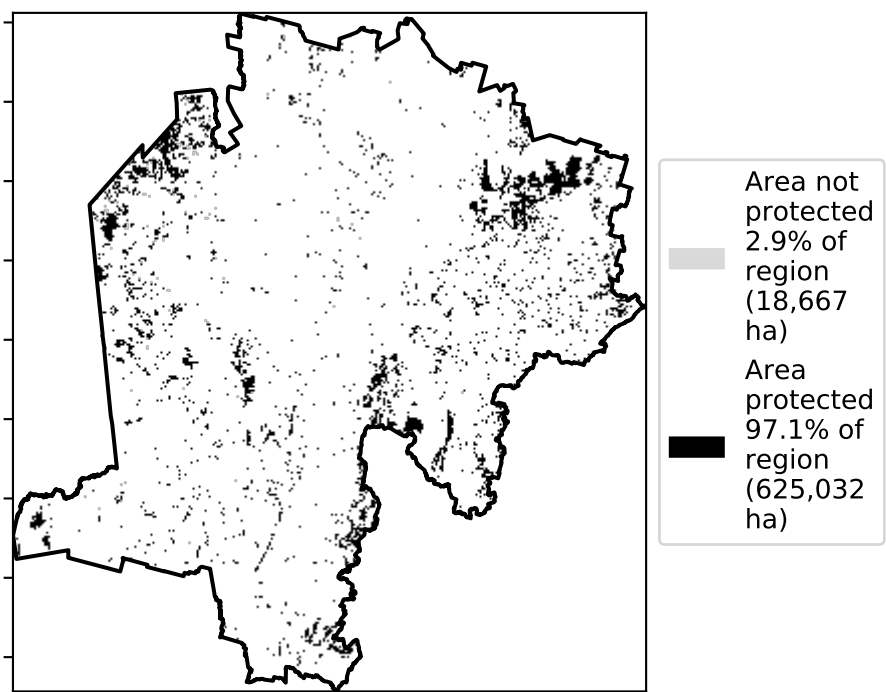 Area not
protected
2.9% of
region
(18,667
ha)
Area
protected
97.1% of
region
(625,032
ha)